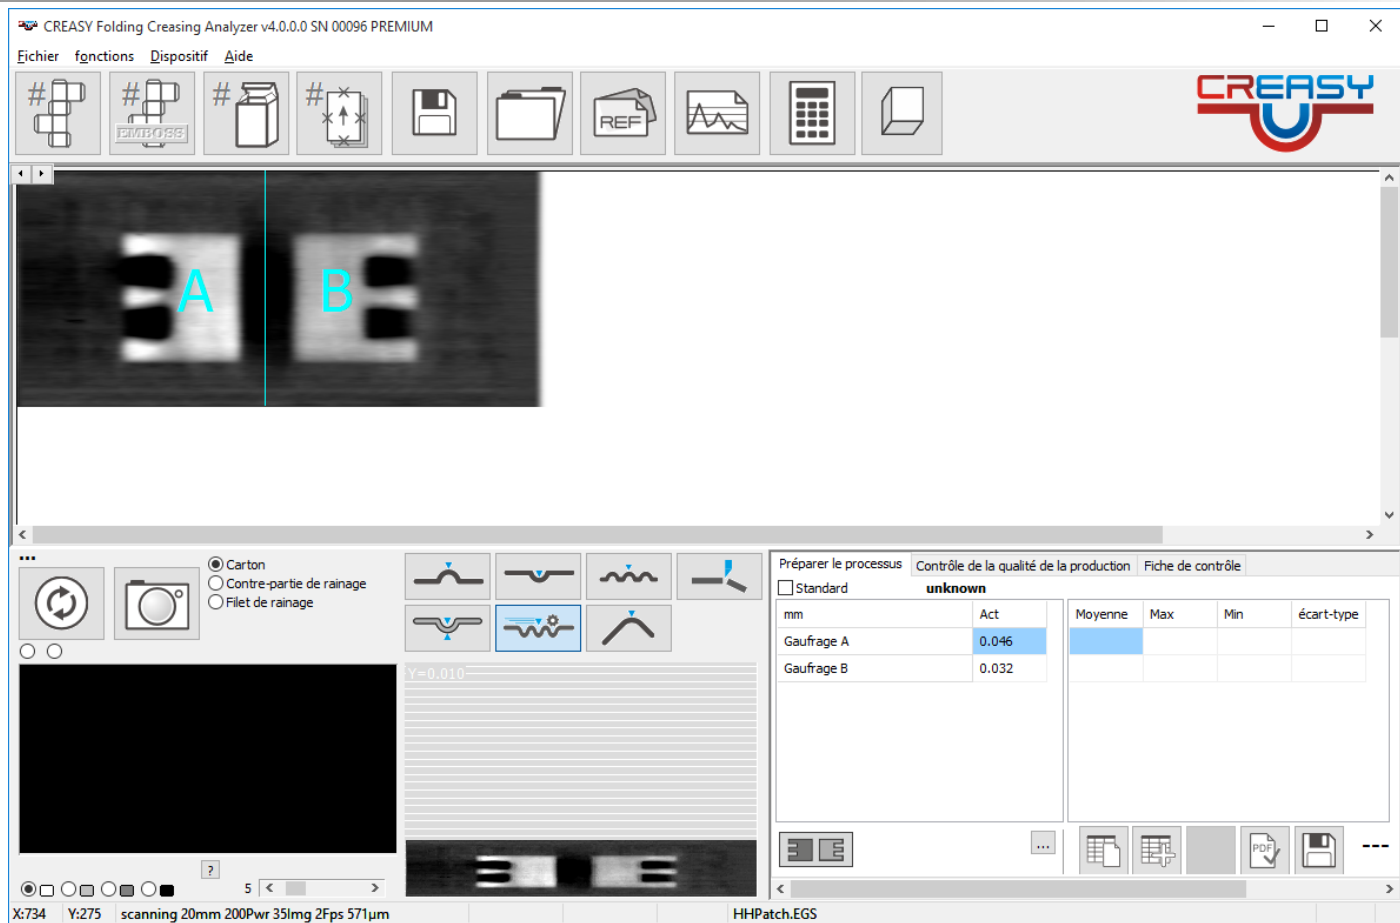 CREASY Folding Creasing Analyzer v4.0.0.0 SN 00096 PREMIUM
Fichier fonctions Dispositif Aide
# # EMBOSS # # REF CREASY
A B
...
Carton
Contre-partie de rainage
Filet de rainage
Y=0.010
?
5
Préparer le processus Contrôle de la qualité de la production Fiche de contrôle
Standard unknown
mm Act Moyenne Max Min écart-type
Gaufrage A 0.046
Gaufrage B 0.032
... PDF ---
X:734 Y:275 scanning 20mm 200Pwr 35Img 2Fps 571µm HHPatch.EGS